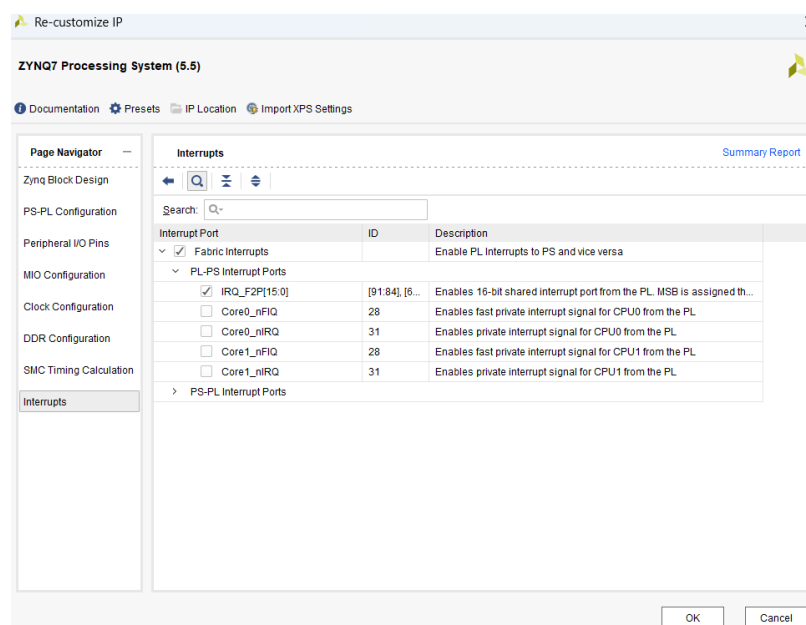 Re-customize IP
ZYNQ7 Processing System (5.5)
Documentation Presets IP Location Import XPS Settings
Page Navigator
Zynq Block Design
PS-PL Configuration
Peripheral I/O Pins
MIO Configuration
Clock Configuration
DDR Configuration
SMC Timing Calculation
Interrupts
Interrupts Summary Report
Search:
Interrupt Port ID Description
Fabric Interrupts Enable PL Interrupts to PS and vice versa
PL-PS Interrupt Ports
IRQ_F2P[15:0] [91:84], [6... Enables 16-bit shared interrupt port from the PL. MSB is assigned th...
Core0_nFIQ 28 Enables fast private interrupt signal for CPU0 from the PL
Core0_nIRQ 31 Enables private interrupt signal for CPU0 from the PL
Core1_nFIQ 28 Enables fast private interrupt signal for CPU1 from the PL
Core1_nIRQ 31 Enables private interrupt signal for CPU1 from the PL
PS-PL Interrupt Ports
OK Cancel